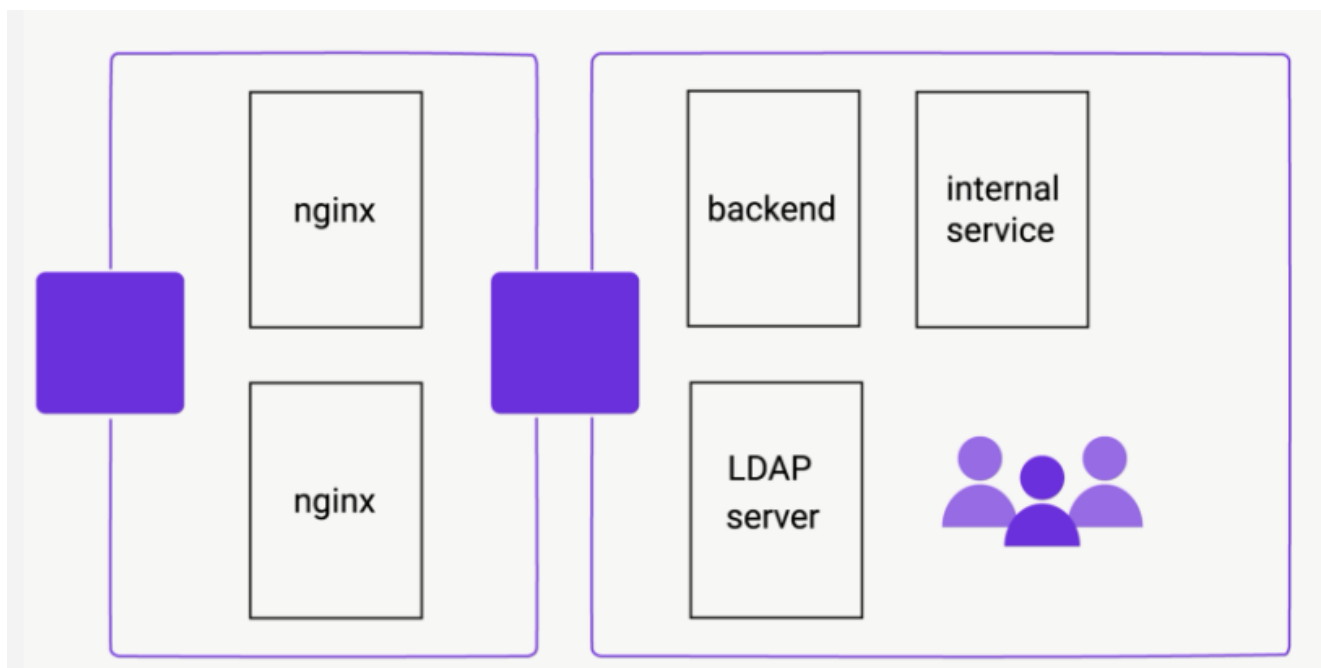 nginx
nginx
backend
internal
service
LDAP
server